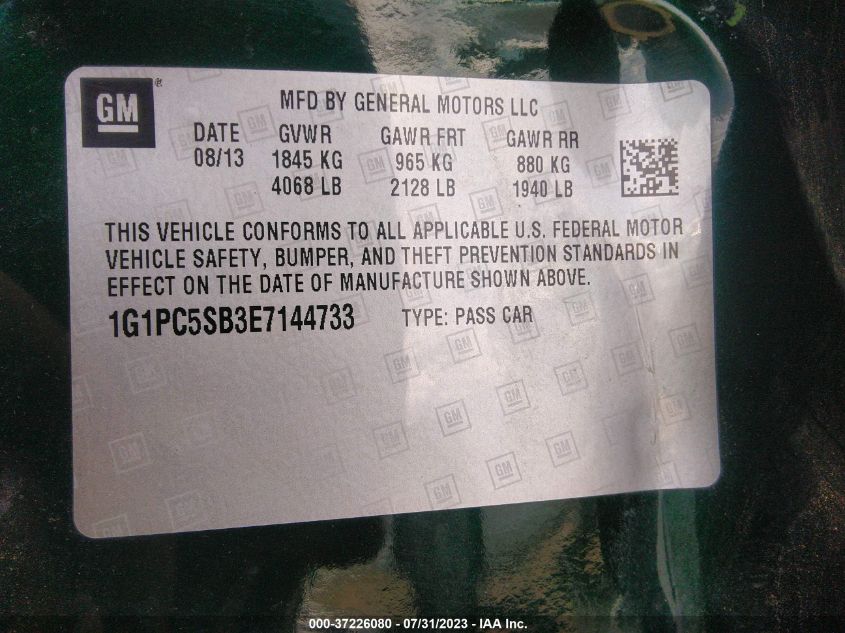 GM ®
MFD BY GENERAL MOTORS LLC
DATE GVWR GAWR FRT GAWR RR
08/13 1845 KG 965 KG 880 KG
4068 LB 2128 LB 1940 LB
THIS VEHICLE CONFORMS TO ALL APPLICABLE U.S. FEDERAL MOTOR
VEHICLE SAFETY, BUMPER, AND THEFT PREVENTION STANDARDS IN
EFFECT ON THE DATE OF MANUFACTURE SHOWN ABOVE.
1G1PC5SB3E7144733 TYPE: PASS CAR
000-37226080 - 07/31/2023 - IAA Inc.